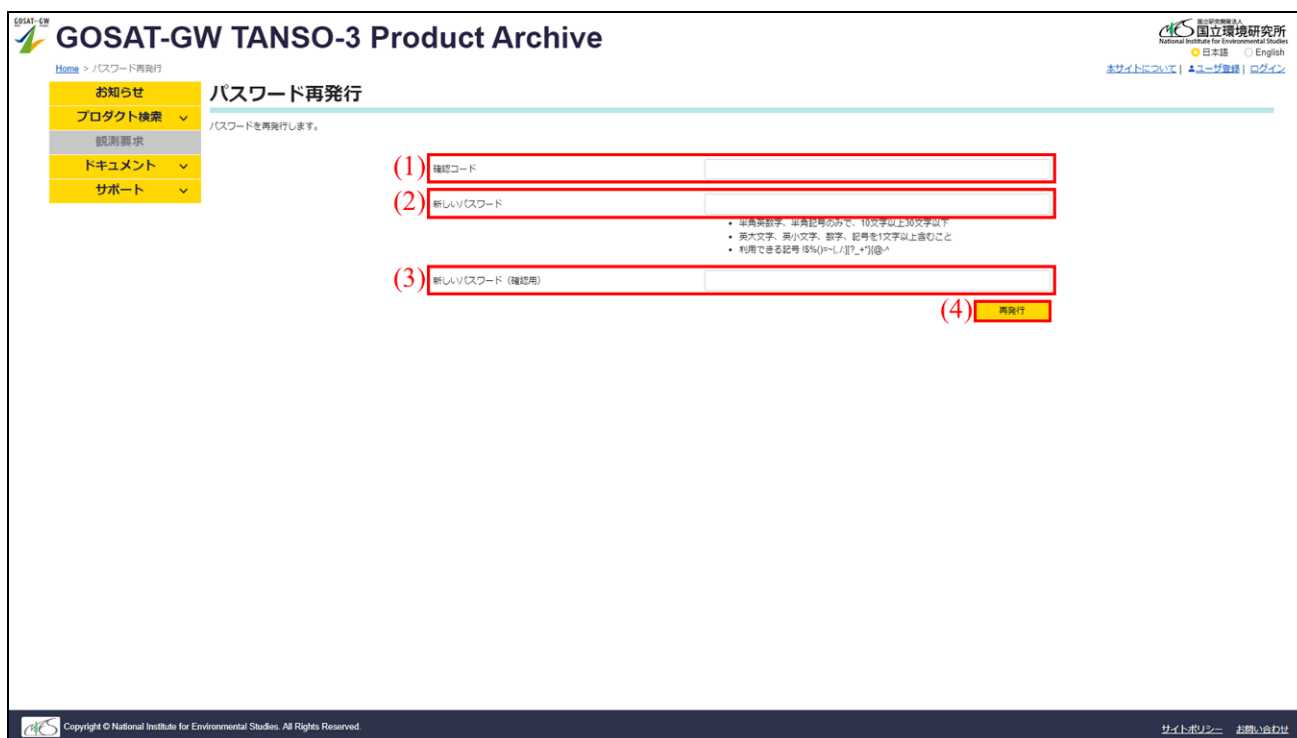 GOSAT-GW
GOSAT-GW TANSO-3 Product Archive
国立研究開発法人
国立環境研究所
National Institute for Environmental Studies
日本語 English
Home > パスワード再発行
本サイトについて | ユーザ登録 | ログイン
お知らせ
プロダクト検索
観測要求
ドキュメント
サポート
パスワード再発行
パスワードを再発行します。
(1) 確認コード
(2) 新しいパスワード
• 半角英数字、半角記号のみで、10文字以上30文字以下
• 英大文字、英小文字、数字、記号を1文字以上含むこと
• 利用できる記号
(3) 新しいパスワード（確認用）
(4) 再発行
NIES Copyright © National Institute for Environmental Studies. All Rights Reserved.
サイトポリシー お問い合わせ